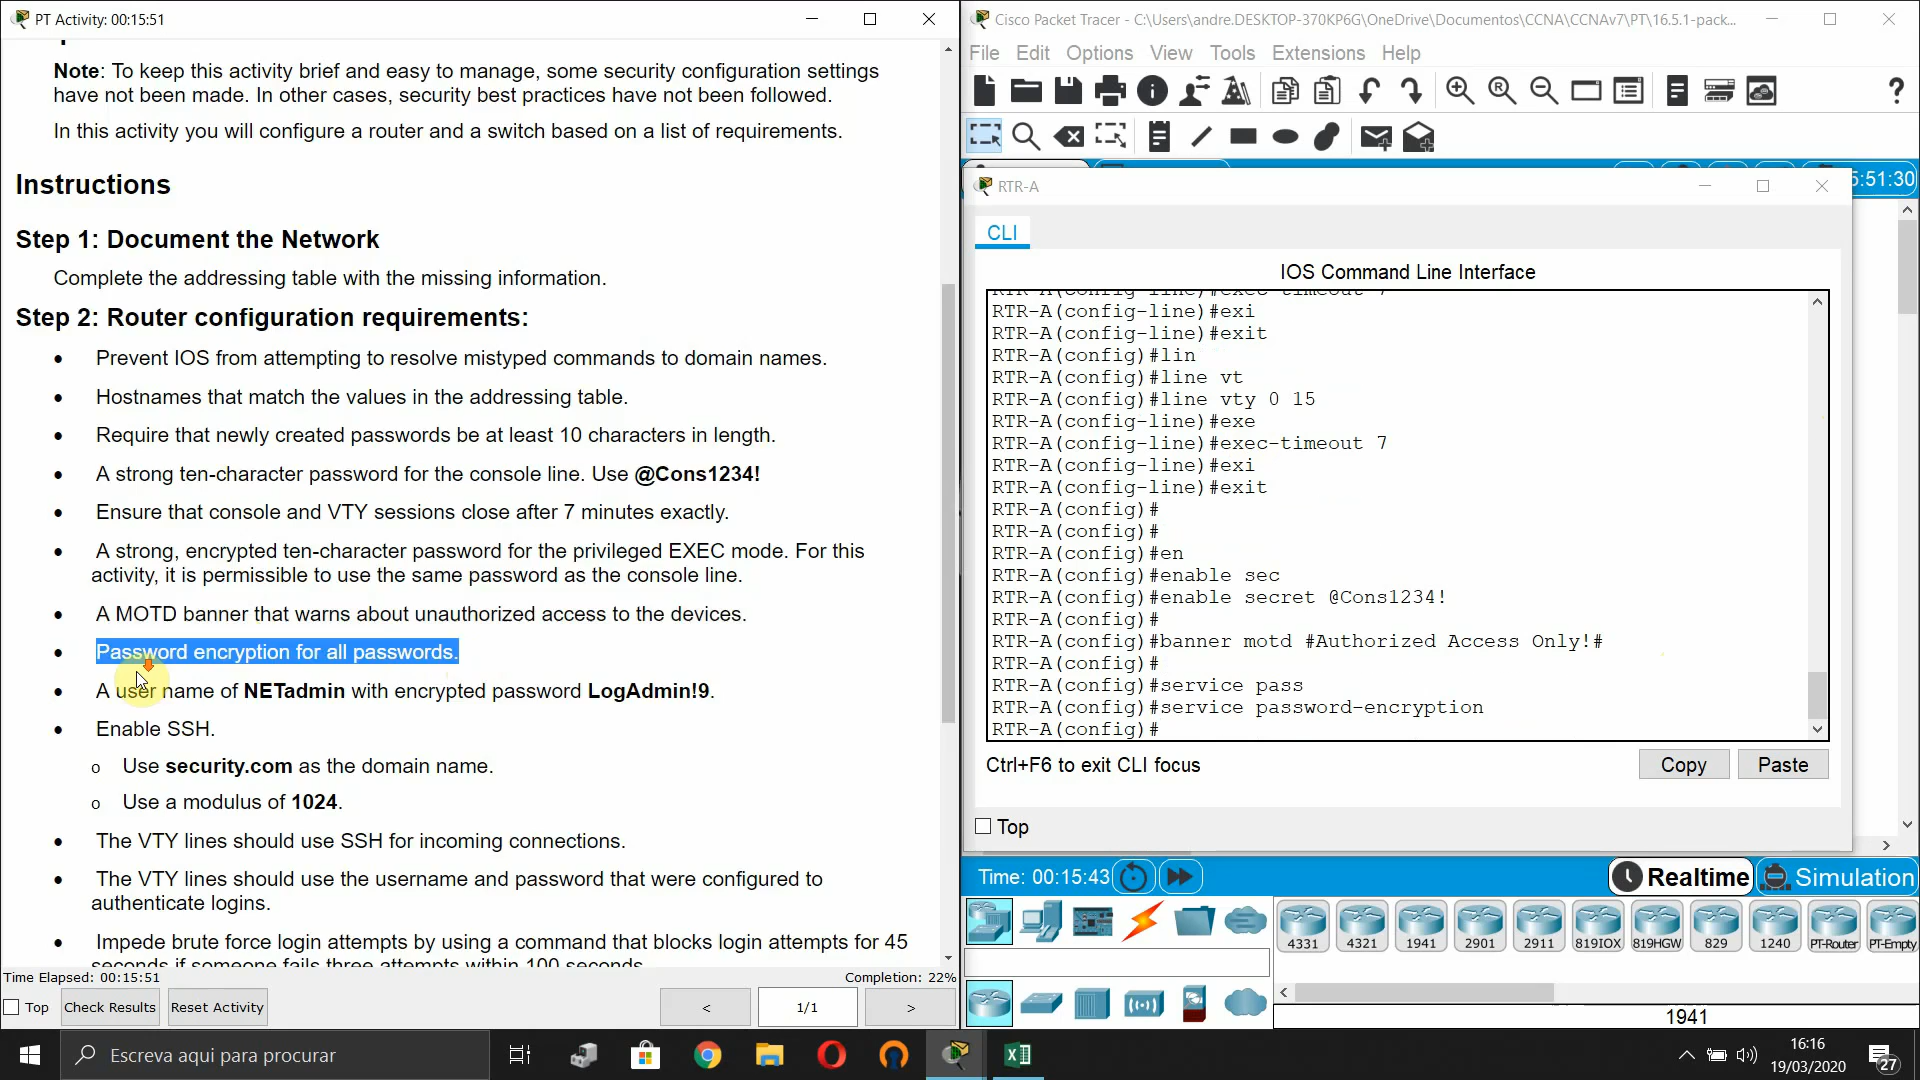 PT Activity: 00:15:51
Note: To keep this activity brief and easy to manage, some security configuration settings
have not been made. In other cases, security best practices have not been followed.
In this activity you will configure a router and a switch based on a list of requirements.
Instructions
Step 1: Document the Network
Complete the addressing table with the missing information.
Step 2: Router configuration requirements:
• Prevent IOS from attempting to resolve mistyped commands to domain names.
• Hostnames that match the values in the addressing table.
• Require that newly created passwords be at least 10 characters in length.
• A strong ten-character password for the console line. Use @Cons1234!
• Ensure that console and VTY sessions close after 7 minutes exactly.
• A strong, encrypted ten-character password for the privileged EXEC mode. For this
activity, it is permissible to use the same password as the console line.
• A MOTD banner that warns about unauthorized access to the devices.
• Password encryption for all passwords.
• A user name of NETadmin with encrypted password LogAdmin!9.
• Enable SSH.
o Use security.com as the domain name.
o Use a modulus of 1024.
• The VTY lines should use SSH for incoming connections.
• The VTY lines should use the username and password that were configured to
authenticate logins.
• Impede brute force login attempts by using a command that blocks login attempts for 45
seconds if someone fails three attempts within 100 seconds.
Time Elapsed: 00:15:51
Completion: 22%
Top
Check Results
Reset Activity
<
1/1
>
Cisco Packet Tracer - C:\Users\andre.DESKTOP-370KP6G\OneDrive\Documentos\CCNA\CCNAv7\PT\16.5.1-pack...
File Edit Options View Tools Extensions Help
5:51:30
RTR-A
CLI
IOS Command Line Interface
RTR-A(config-line)#exec-timeout 7
RTR-A(config-line)#exi
RTR-A(config-line)#exit
RTR-A(config)#lin
RTR-A(config)#line vt
RTR-A(config)#line vty 0 15
RTR-A(config-line)#exe
RTR-A(config-line)#exec-timeout 7
RTR-A(config-line)#exi
RTR-A(config-line)#exit
RTR-A(config)#
RTR-A(config)#
RTR-A(config)#en
RTR-A(config)#enable sec
RTR-A(config)#enable secret @Cons1234!
RTR-A(config)#
RTR-A(config)#banner motd #Authorized Access Only!#
RTR-A(config)#
RTR-A(config)#service pass
RTR-A(config)#service password-encryption
RTR-A(config)#
Ctrl+F6 to exit CLI focus
Copy
Paste
Top
Time: 00:15:43
Realtime
Simulation
4331 4321 1941 2901 2911 819IOX 819HGW 829 1240 PT-Router PT-Empty
1941
Escreva aqui para procurar
16:16
19/03/2020
27